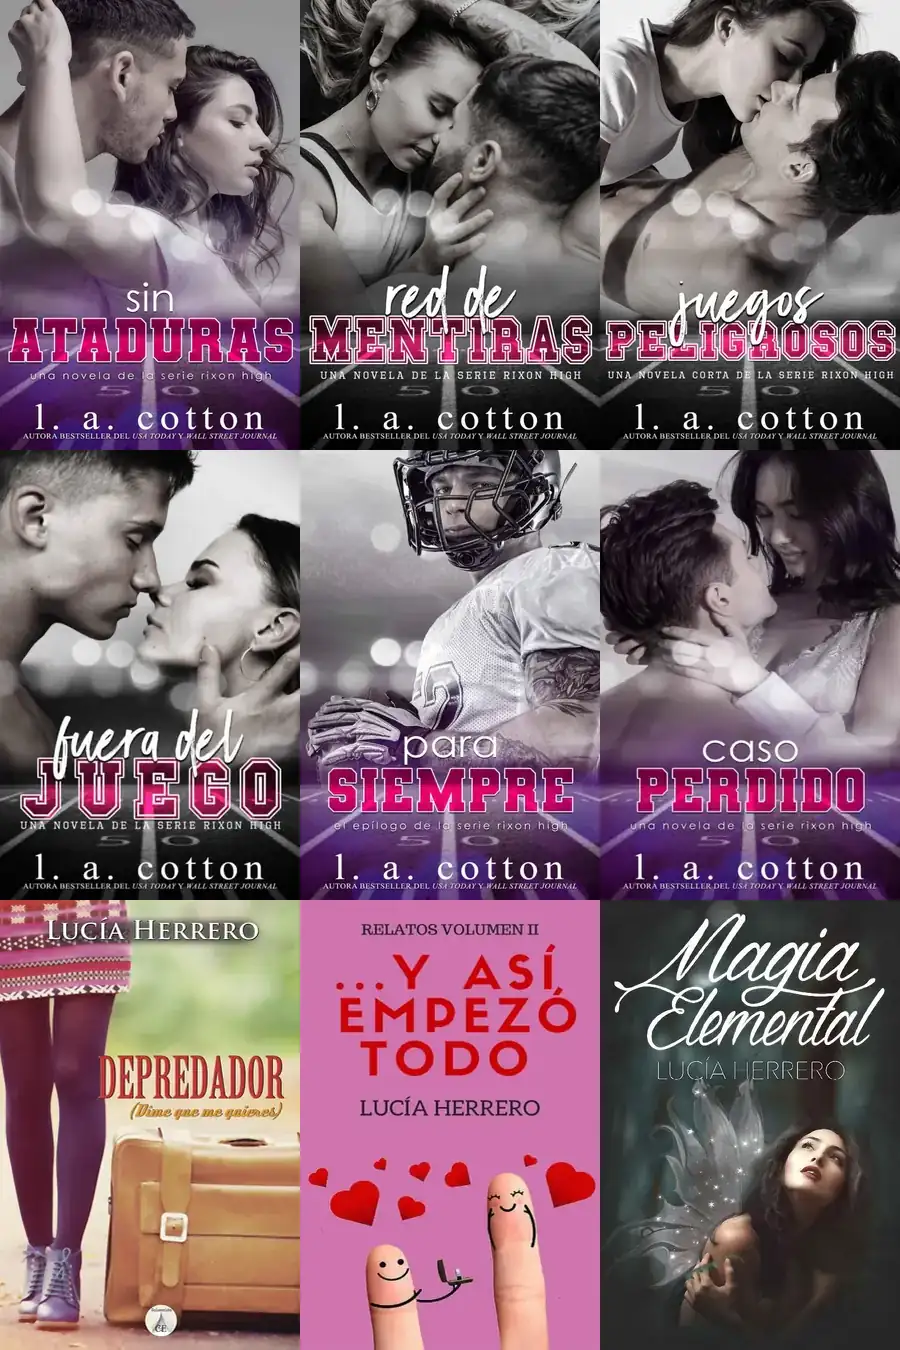 sin
ATADURAS
una novela de la serie rixon high
l. a. cotton
AUTORA BESTSELLER DEL USA TODAY Y WALL STREET JOURNAL
red de
MENTIRAS
UNA NOVELA DE LA SERIE RIXON HIGH
l. a. cotton
AUTORA BESTSELLER DEL USA TODAY Y WALL STREET JOURNAL
juegos
PELIGROSOS
UNA NOVELA CORTA DE LA SERIE RIXON HIGH
l. a. cotton
AUTORA BESTSELLER DEL USA TODAY Y WALL STREET JOURNAL
fuera del
JUEGO
UNA NOVELA DE LA SERIE RIXON HIGH
l. a. cotton
AUTORA BESTSELLER DEL USA TODAY Y WALL STREET JOURNAL
para
SIEMPRE
el epílogo de la serie rixon high
l. a. cotton
AUTORA BESTSELLER DEL USA TODAY Y WALL STREET JOURNAL
caso
PERDIDO
una novela de la serie rixon high
l. a. cotton
AUTORA BESTSELLER DEL USA TODAY Y WALL STREET JOURNAL
LUCÍA HERRERO
DEPREDADOR
(Dime que me quieres)
RELATOS VOLUMEN II
...Y ASÍ
EMPEZÓ
TODO
LUCÍA HERRERO
Magia
Elemental
LUCÍA HERRERO